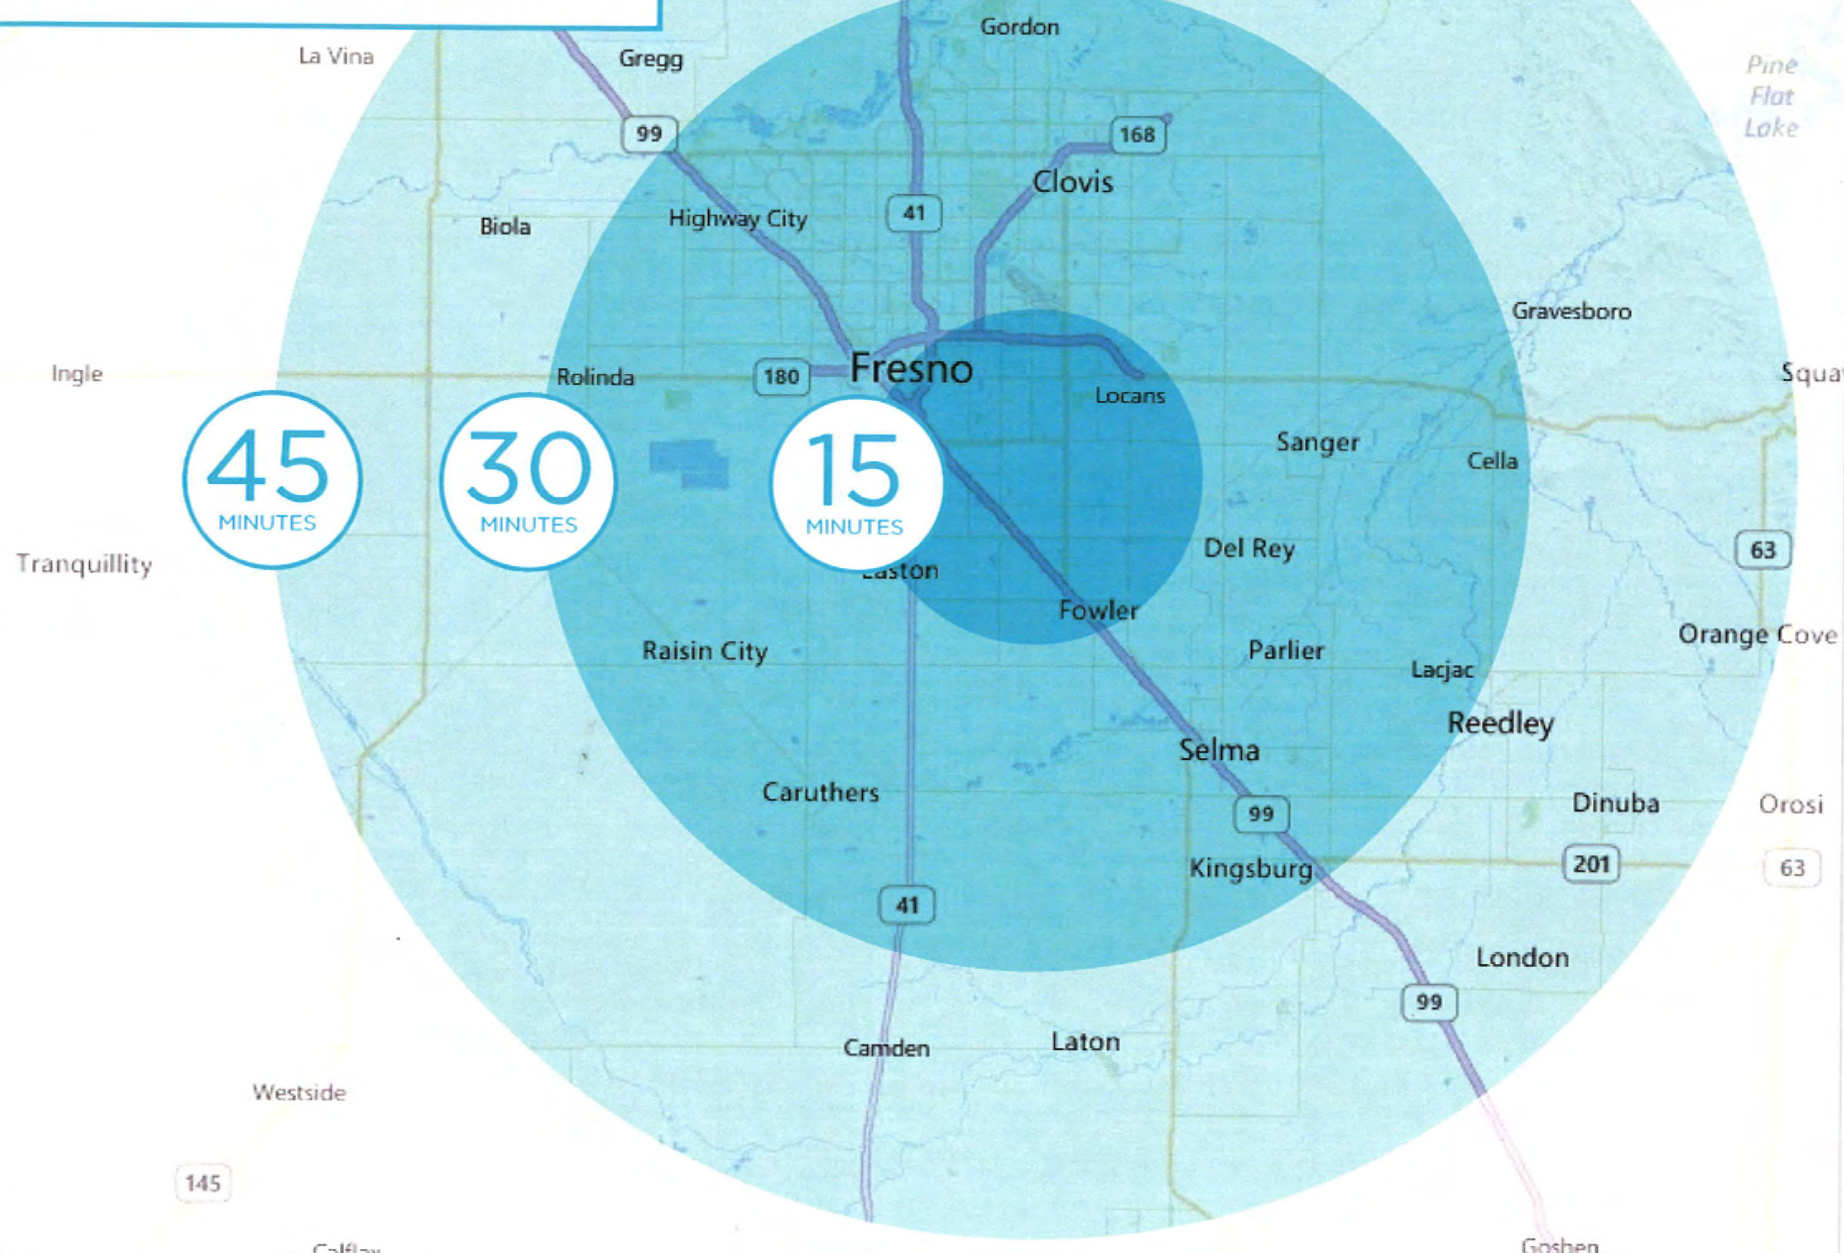 Gordon
La Vina
Gregg
Pine
Flat
Lake
99
168
Clovis
41
Highway City
Biola
Gravesboro
Fresno
Ingle
Rolinda
180
Locans
45
MINUTES
30
MINUTES
15
MINUTES
Sanger
Cella
Del Rey
63
Tranquillity
Easton
Fowler
Orange Cove
Raisin City
Parlier
Lacjac
Reedley
Selma
Caruthers
Dinuba
Orosi
99
Kingsburg
201
63
41
London
99
Camden
Laton
Westside
145
Goshen